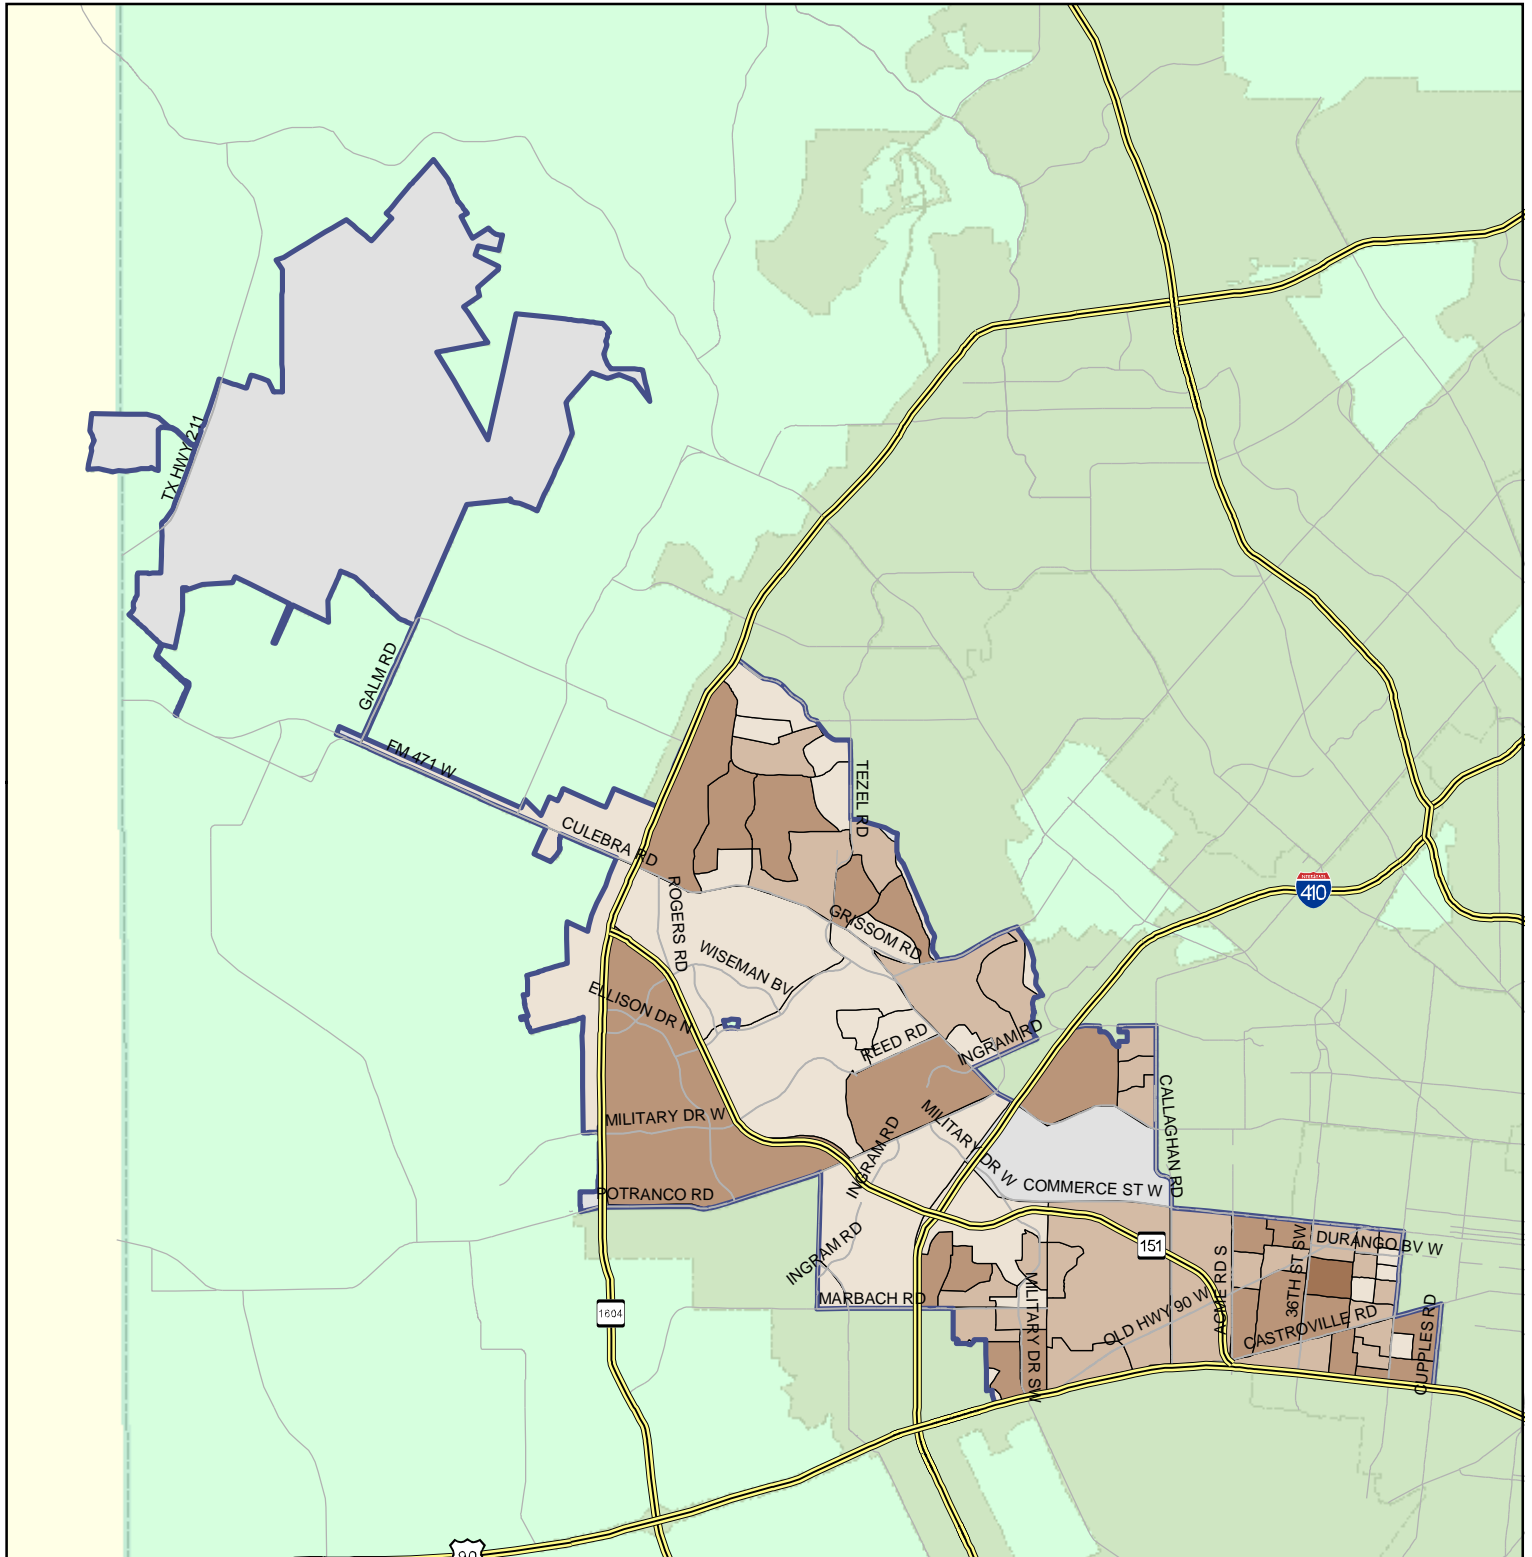 TX HWY 211
GALM RD
FM 471 W
CULEBRA RD
TEZEL RD
ROGERS RD
GRISSOM RD
WISEMAN BV
ELLISON DR N
REED RD
INGRAM RD
INTERSTATE
410
MILITARY DR W
MILITARY DR W
CALLAGHAN RD
INGRAM RD
COMMERCE ST W
POTRANCO RD
INGRAM RD
151
DURANGO BV W
36TH ST SW
ACME RD S
MARBACH RD
MILITARY DR SW
OLD HWY 90 W
CASTROVILLE RD
CUPPLES RD
1604
90